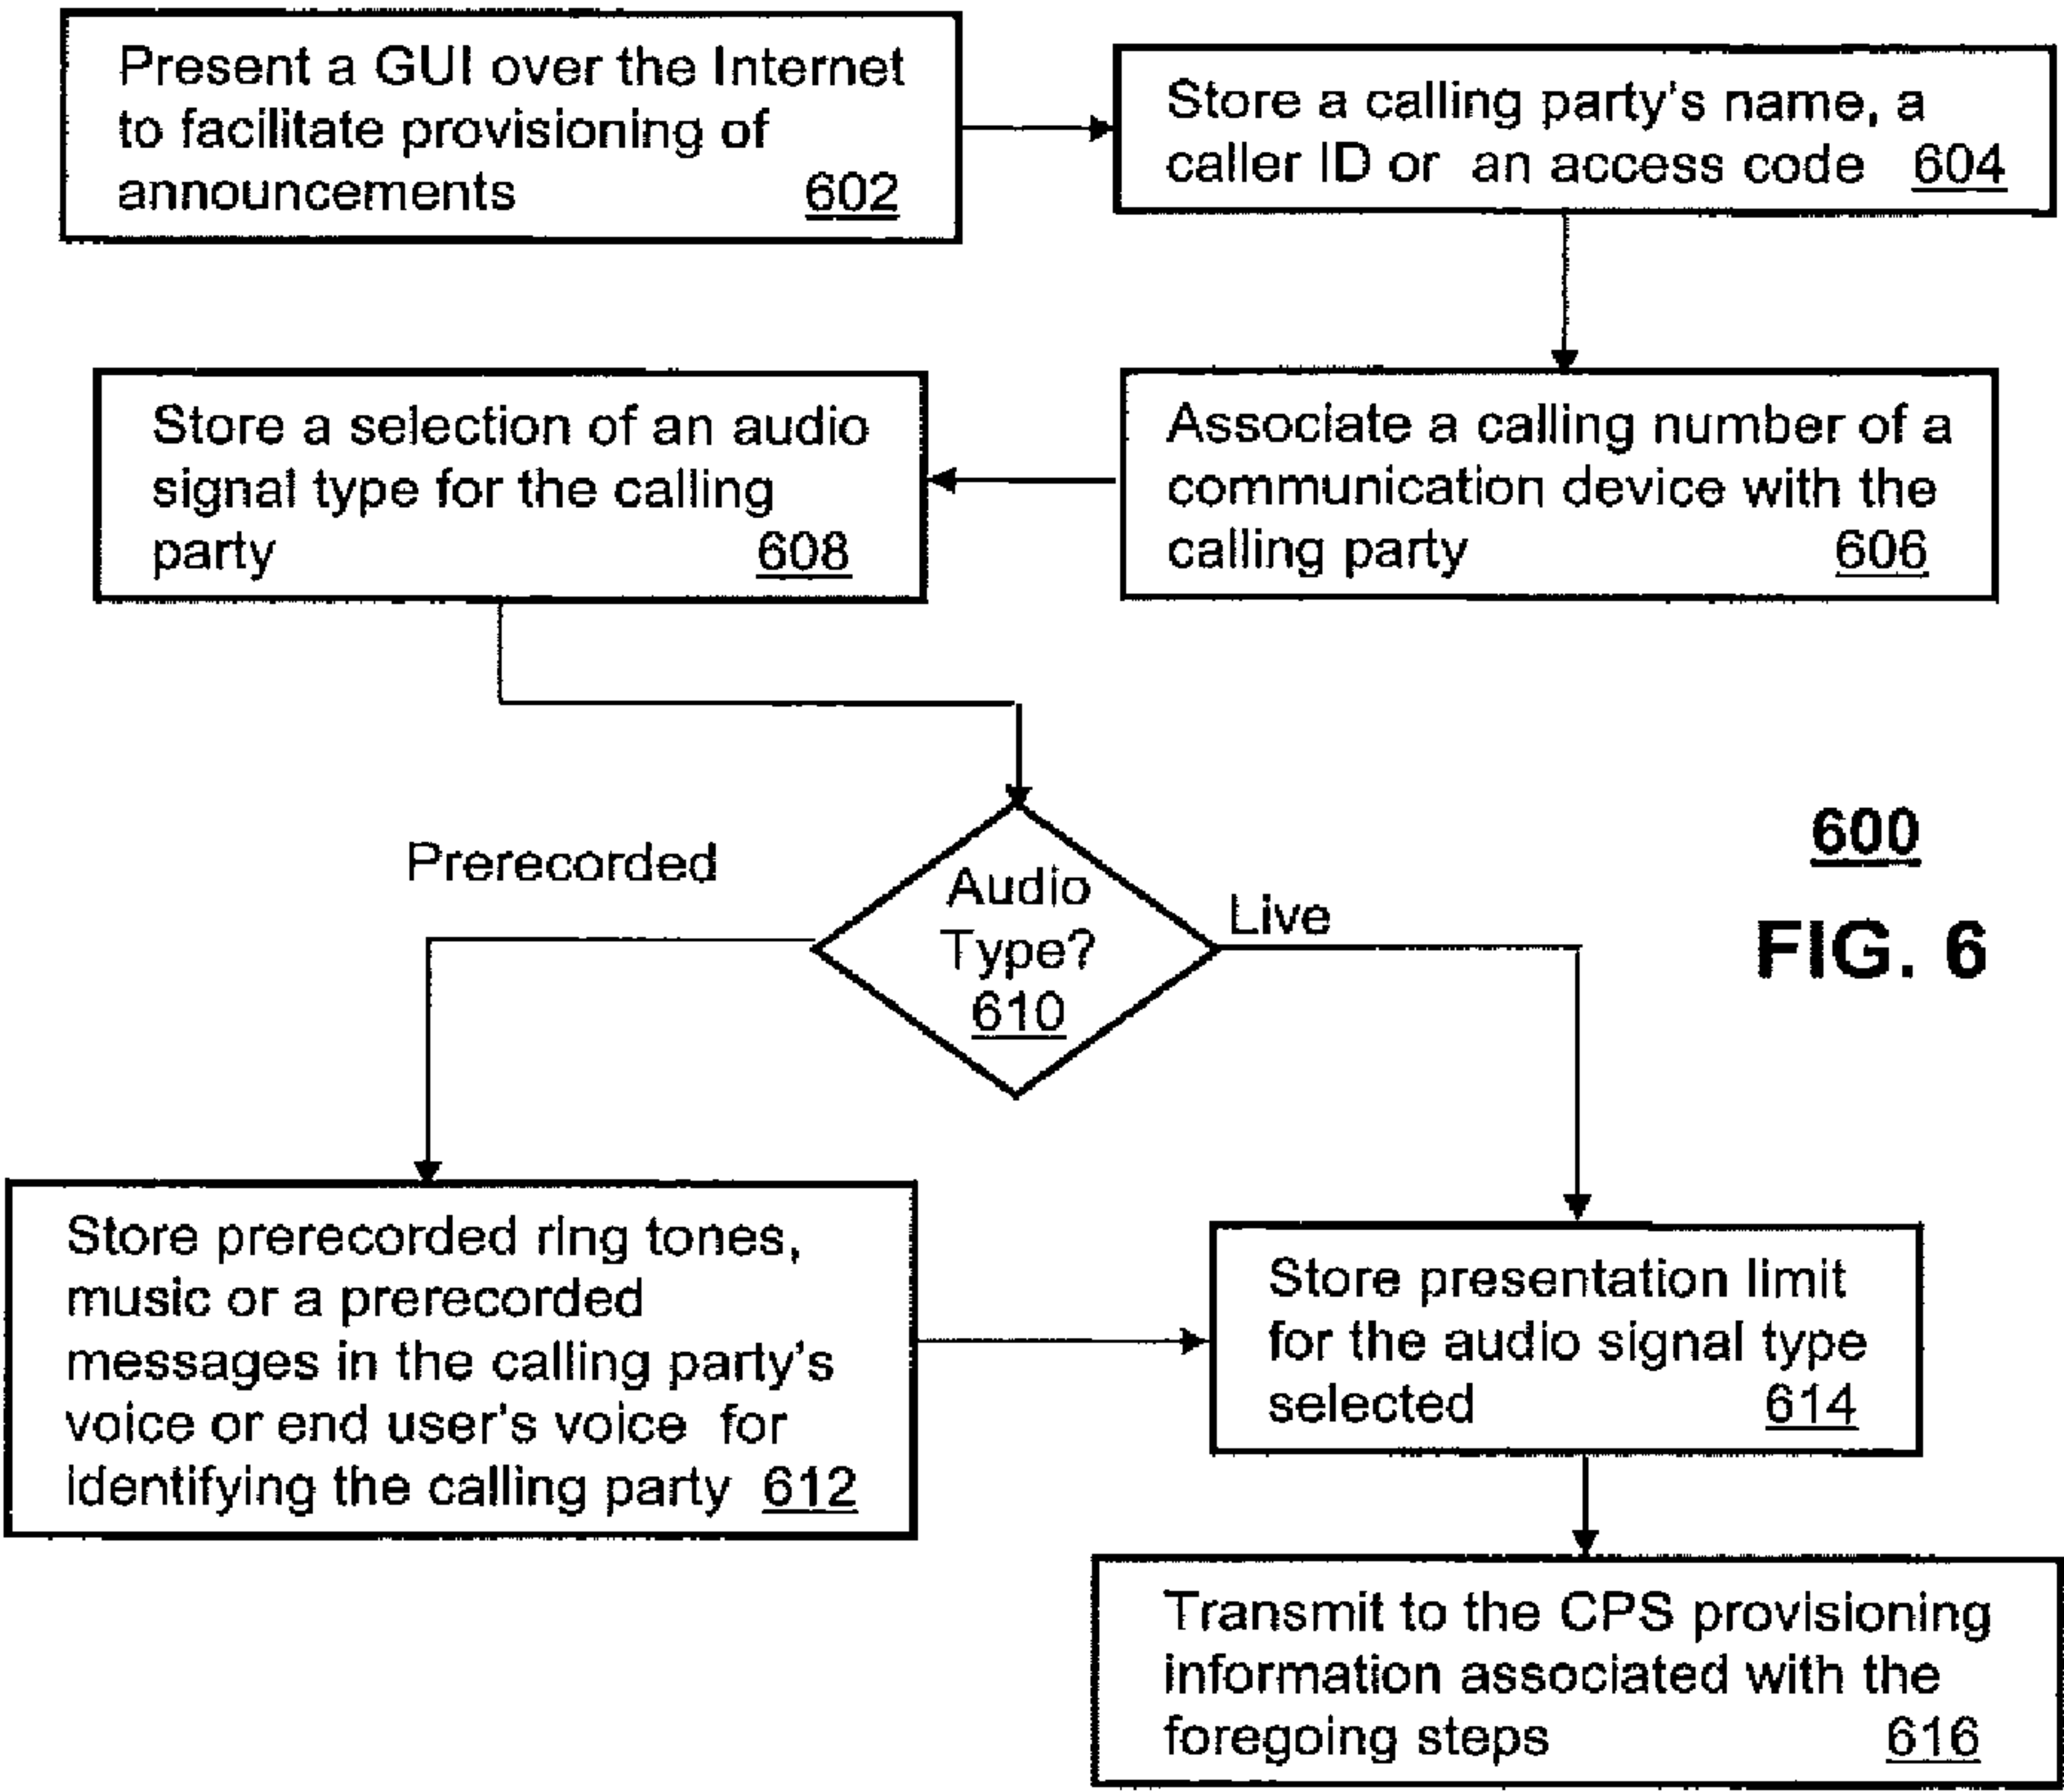 Present a GUI over the Internet
to facilitate provisioning of
announcements 602
Store a calling party's name, a
caller ID or an access code 604
Associate a calling number of a
communication device with the
calling party 606
Store a selection of an audio
signal type for the calling
party 608
Audio
Type?
610
Prerecorded
Live
600
FIG. 6
Store prerecorded ring tones,
music or a prerecorded
messages in the calling party's
voice or end user's voice for
identifying the calling party 612
Store presentation limit
for the audio signal type
selected 614
Transmit to the CPS provisioning
information associated with the
foregoing steps 616